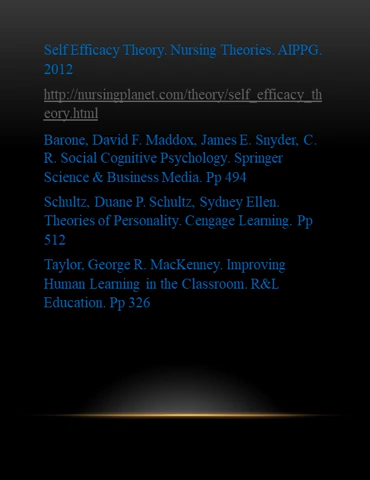 Self Efficacy Theory. Nursing Theories. AIPPG.
2012
http://nursingplanet.com/theory/self_efficacy_th
eory.html
Barone, David F. Maddox, James E. Snyder, C.
R. Social Cognitive Psychology. Springer
Science & Business Media. Pp 494
Schultz, Duane P. Schultz, Sydney Ellen.
Theories of Personality. Cengage Learning. Pp
512
Taylor, George R. MacKenney. Improving
Human Learning in the Classroom. R&L
Education. Pp 326